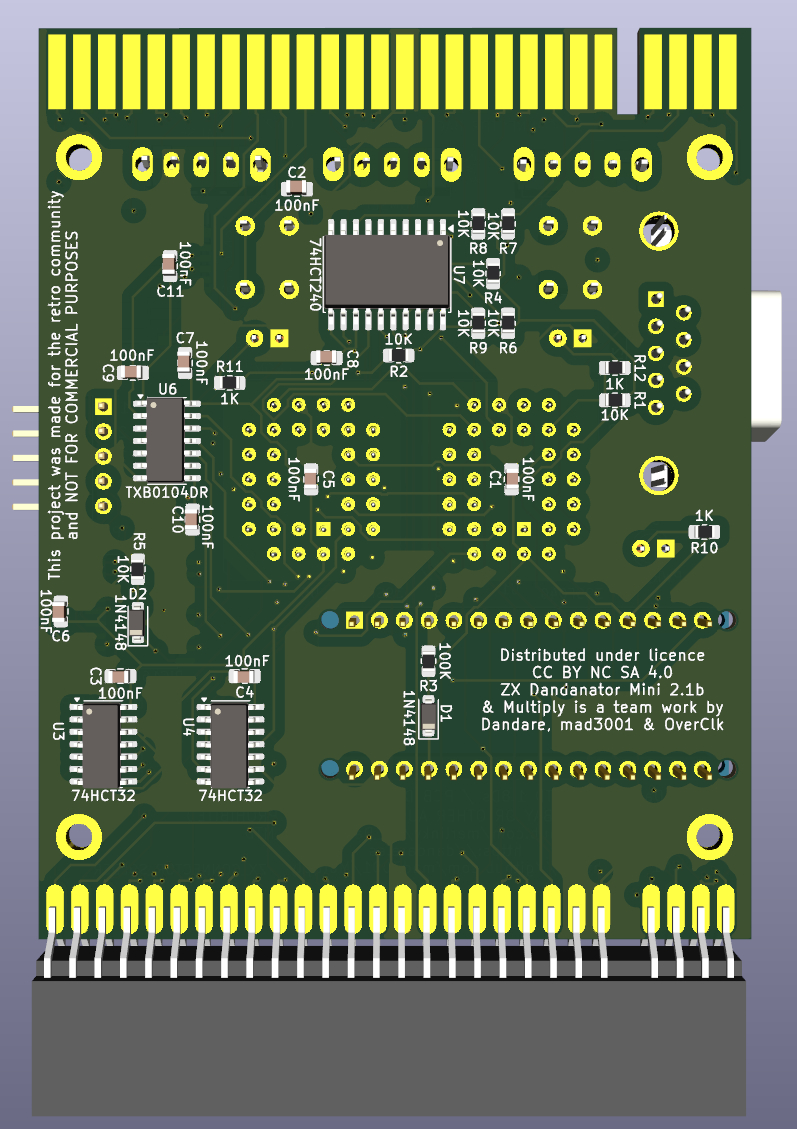 C2
100nF
This project was made for the retro community
and NOT FOR COMMERCIAL PURPOSES
100nF
C11
74HCT240
U7
10K
R8
10K
R7
10K
R4
10K
R9
10K
R6
10K
R2
C8
100nF
C7
100nF
100nF
C9
R11
1K
U6
TXB0104DR
R12
1K
R1
10K
C5
100nF
C1
100nF
C10
100nF
1K
R10
R5
10K
D2
1N4148
100nF
C6
C3
100nF
100nF
C4
U3
74HCT32
U4
74HCT32
100K
R3
1N4148
D1
Distributed under licence
CC BY NC SA 4.0
ZX Dandanator Mini 2.1b
& Multiply is a team work by
Dandare, mad3001 & OverClk